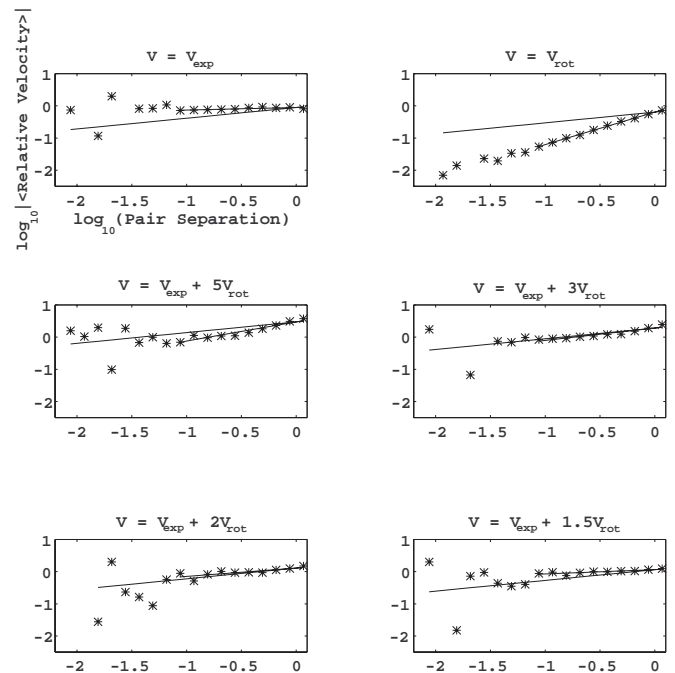 log10|<Relative Velocity>|
V = Vexp
1
0
−1
−2
−2 −1.5 −1 −0.5 0
log10(Pair Separation)
V = Vrot
1
0
−1
−2
−2 −1.5 −1 −0.5 0
V = Vexp + 5Vrot
1
0
−1
−2
−2 −1.5 −1 −0.5 0
V = Vexp + 3Vrot
1
0
−1
−2
−2 −1.5 −1 −0.5 0
V = Vexp + 2Vrot
1
0
−1
−2
−2 −1.5 −1 −0.5 0
V = Vexp + 1.5Vrot
1
0
−1
−2
−2 −1.5 −1 −0.5 0